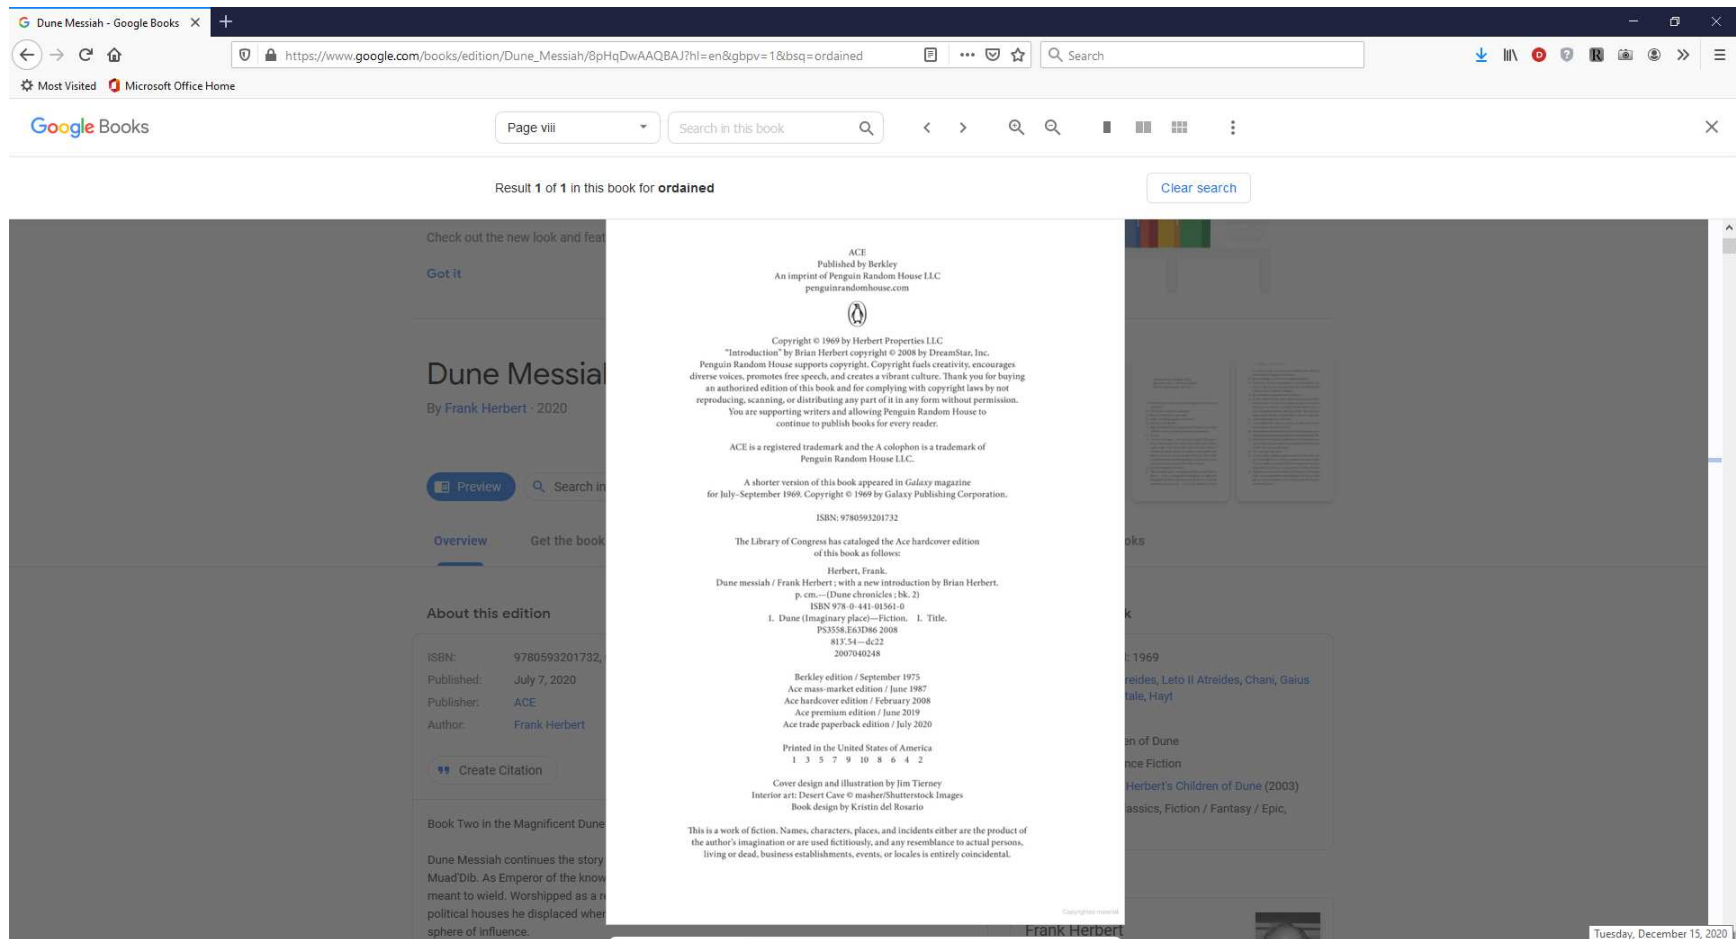 Dune Messiah - Google Books
https://www.google.com/books/edition/Dune_Messiah/8pHqDwAAQBAJ?hl=en&gbpv=1&bsq=ordained
Search
Most Visited Microsoft Office Home
Google Books
Page viii
Search in this book
Result 1 of 1 in this book for ordained
Clear search
Check out the new look and feat
Got it
Dune Messiah
By Frank Herbert · 2020
Preview
Search in
Overview
Get the book
oks
About this edition
k
ISBN: 9780593201732,
Published: July 7, 2020
Publisher: ACE
Author: Frank Herbert
Create Citation
Book Two in the Magnificent Dune
Dune Messiah continues the story
Muad'Dib. As Emperor of the know
meant to wield. Worshipped as a re
political houses he displaced when
sphere of influence.
ACE
Published by Berkley
An imprint of Penguin Random House LLC
penguinrandomhouse.com
Copyright © 1969 by Herbert Properties LLC
"Introduction" by Brian Herbert copyright © 2008 by DreamStar, Inc.
Penguin Random House supports copyright. Copyright fuels creativity, encourages
diverse voices, promotes free speech, and creates a vibrant culture. Thank you for buying
an authorized edition of this book and for complying with copyright laws by not
reproducing, scanning, or distributing any part of it in any form without permission.
You are supporting writers and allowing Penguin Random House to
continue to publish books for every reader.
ACE is a registered trademark and the A colophon is a trademark of
Penguin Random House LLC.
A shorter version of this book appeared in Galaxy magazine
for July–September 1969. Copyright © 1969 by Galaxy Publishing Corporation.
ISBN: 9780593201732
The Library of Congress has cataloged the Ace hardcover edition
of this book as follows:
Herbert, Frank.
Dune messiah / Frank Herbert ; with a new introduction by Brian Herbert.
p. cm.—(Dune chronicles ; bk. 2)
ISBN 978-0-441-01561-0
1. Dune (Imaginary place)—Fiction. I. Title.
PS3558.E63D86 2008
813'.54—dc22
2007040248
Berkley edition / September 1975
Ace mass-market edition / June 1987
Ace hardcover edition / February 2008
Ace premium edition / June 2019
Ace trade paperback edition / July 2020
Printed in the United States of America
1 3 5 7 9 10 8 6 4 2
Cover design and illustration by Jim Tierney
Interior art: Desert Cave © masher/Shutterstock Images
Book design by Kristin del Rosario
This is a work of fiction. Names, characters, places, and incidents either are the product of
the author's imagination or are used fictitiously, and any resemblance to actual persons,
living or dead, business establishments, events, or locales is entirely coincidental.
Copyrighted material
: 1969
reides, Leto II Atreides, Chani, Gaius
tale, Hayt
en of Dune
nce Fiction
Herbert's Children of Dune (2003)
assics, Fiction / Fantasy / Epic,
Frank Herbert
Tuesday, December 15, 2020